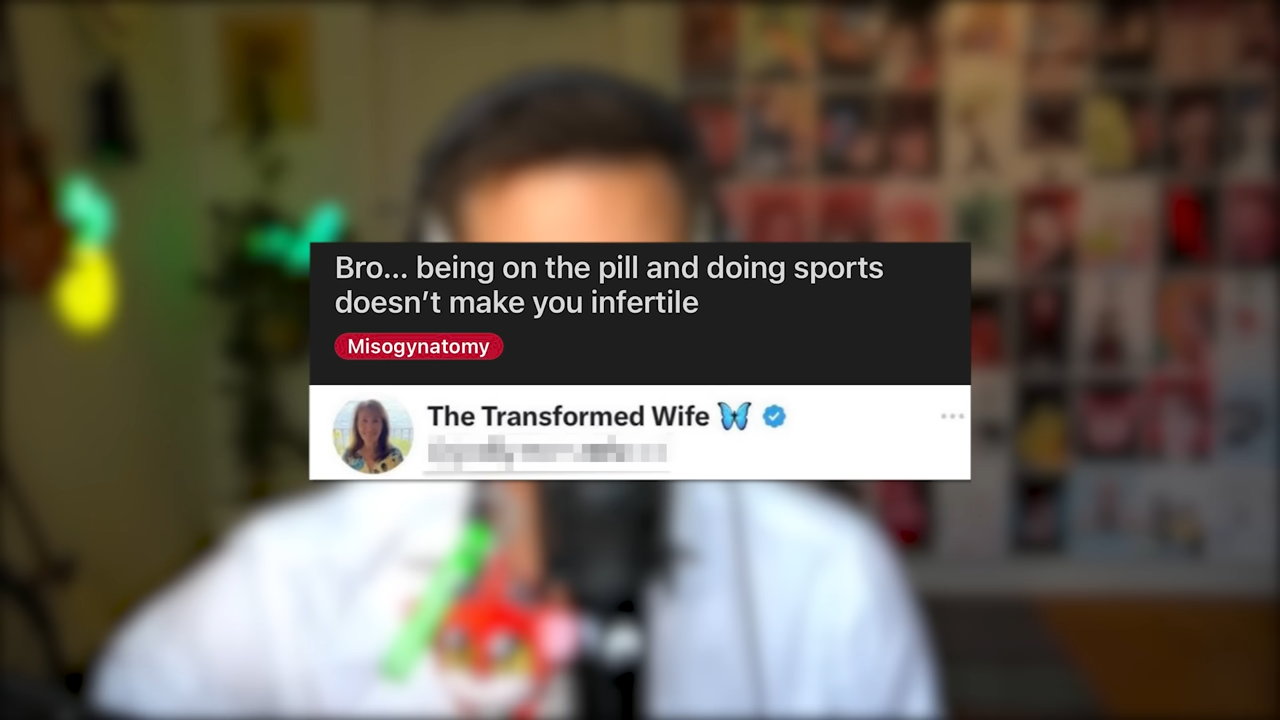 Bro... being on the pill and doing sports
doesn’t make you infertile
Misogynatomy
The Transformed Wife